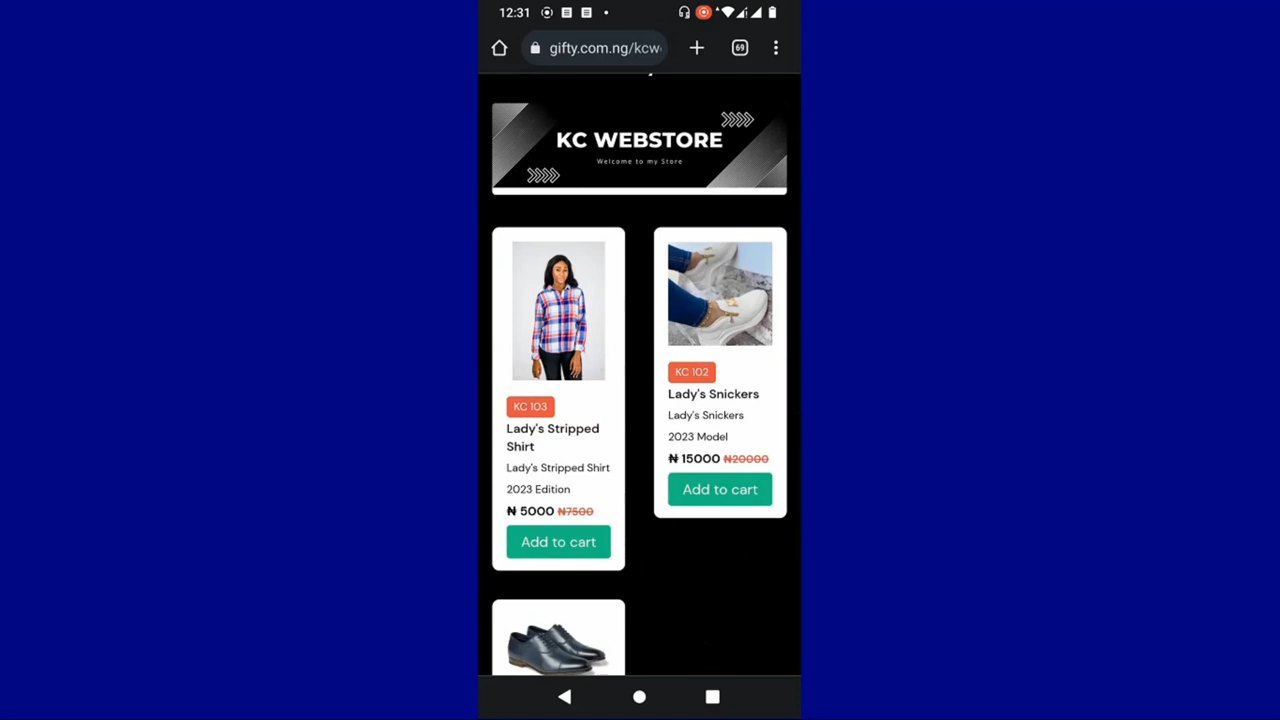 12:31
gifty.com.ng/kcw
69
KC WEBSTORE
Welcome to my Store
KC 103
Lady's Stripped
Shirt
Lady's Stripped Shirt
2023 Edition
₦ 5000 ₦7500
Add to cart
KC 102
Lady's Snickers
Lady's Snickers
2023 Model
₦ 15000 ₦20000
Add to cart